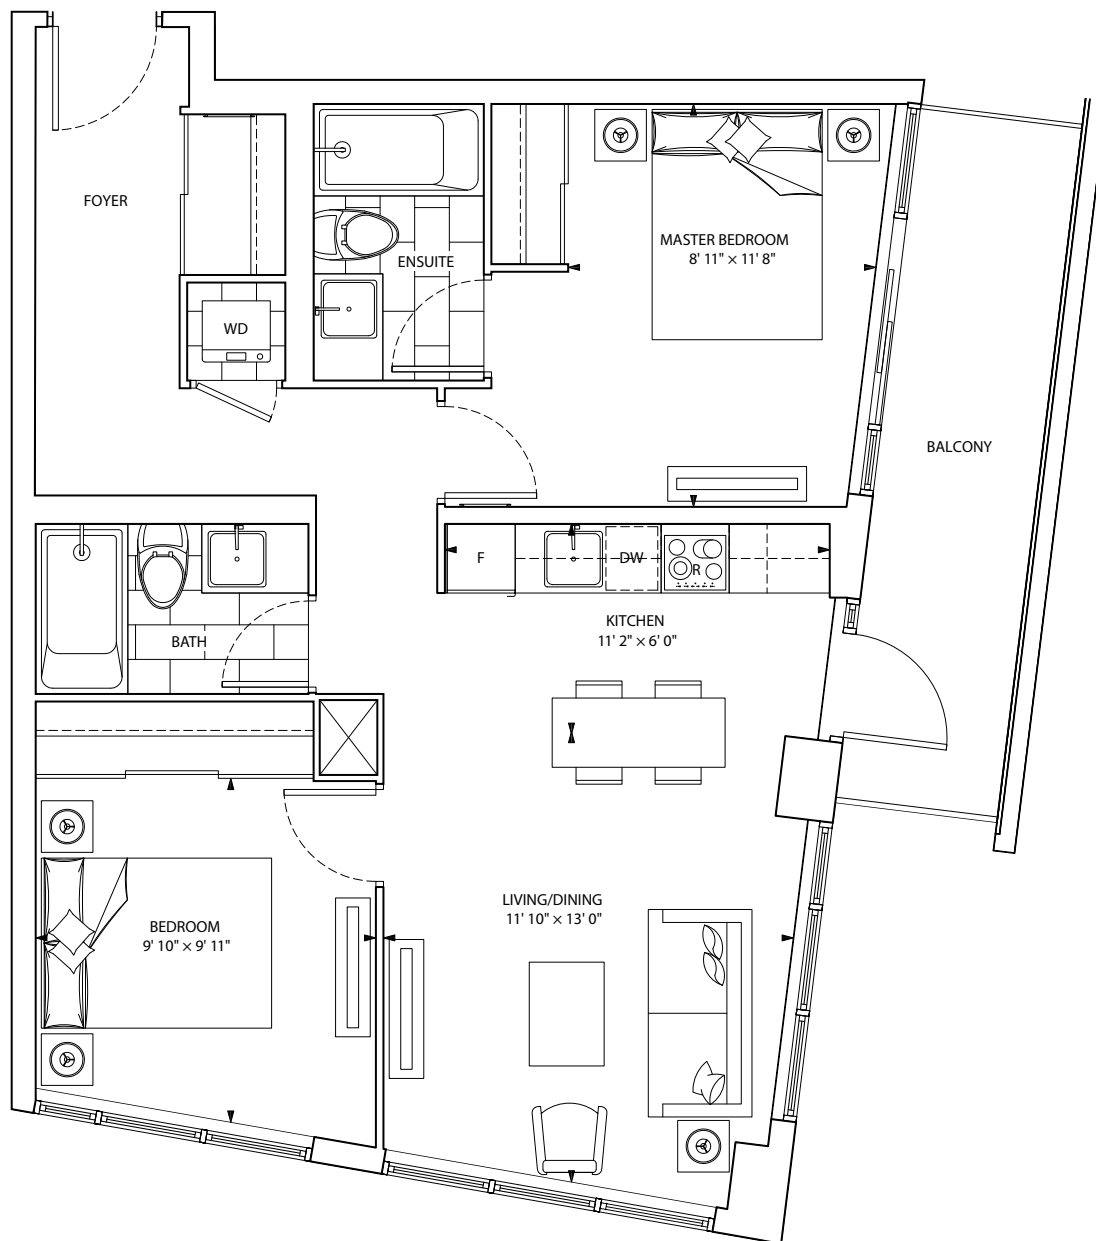 FOYER
ENSUITE
MASTER BEDROOM
8' 11" × 11' 8"
WD
BALCONY
F
DW
R
KITCHEN
11' 2" × 6' 0"
BATH
LIVING/DINING
11' 10" × 13' 0"
BEDROOM
9' 10" × 9' 11"